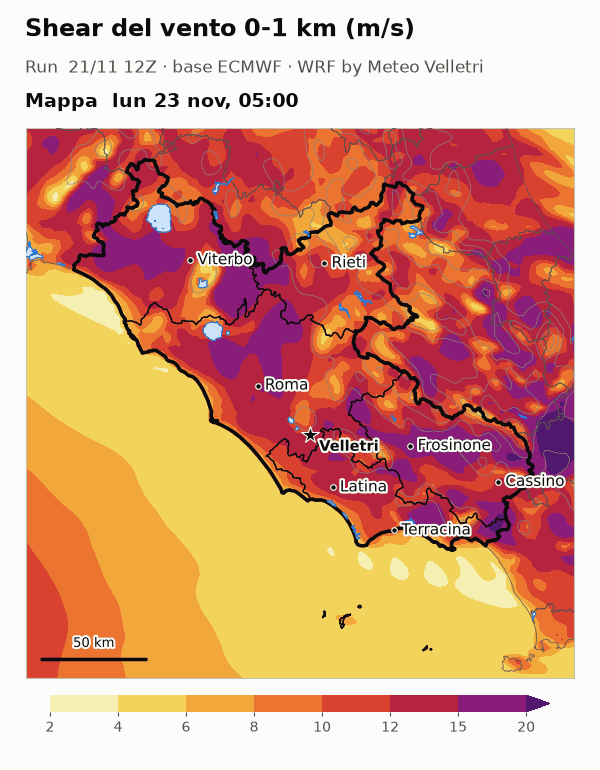 Shear del vento 0-1 km (m/s)
Run  21/11 12Z · base ECMWF · WRF by Meteo Velletri
Mappa  lun 23 nov, 05:00
Viterbo
Rieti
Roma
Velletri
Frosinone
Cassino
Latina
Terracina
50 km
2 4 6 8 10 12 15 20